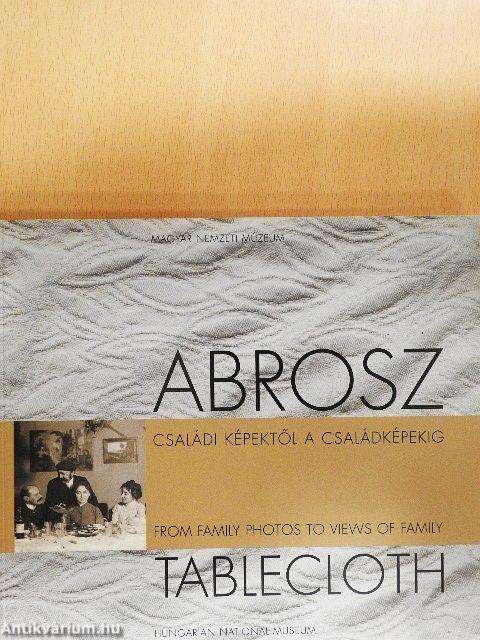 MAGYAR NEMZETI MÚZEUM
ABROSZ
CSALÁDI KÉPEKTŐL A CSALÁDKÉPEKIG
FROM FAMILY PHOTOS TO VIEWS OF FAMILY
TABLECLOTH
HUNGARIAN NATIONAL MUSEUM
Antikvarium.hu